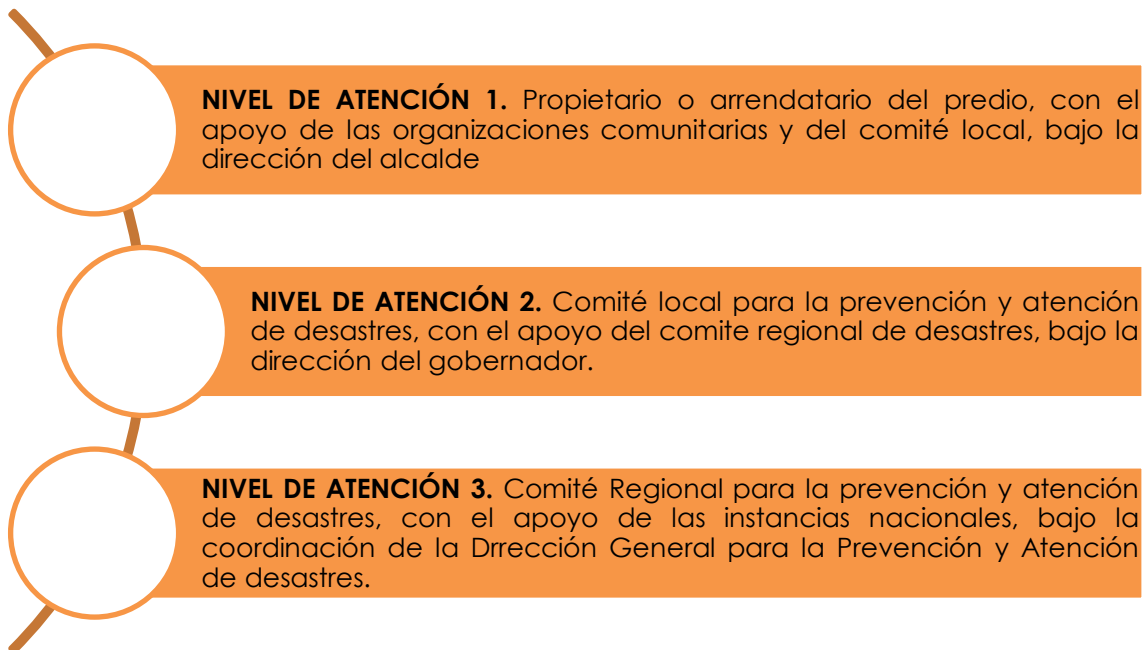 NIVEL DE ATENCIÓN 1. Propietario o arrendatario del predio, con el
apoyo de las organizaciones comunitarias y del comité local, bajo la
dirección del alcalde
NIVEL DE ATENCIÓN 2. Comité local para la prevención y atención
de desastres, con el apoyo del comite regional de desastres, bajo la
dirección del gobernador.
NIVEL DE ATENCIÓN 3. Comité Regional para la prevención y atención
de desastres, con el apoyo de las instancias nacionales, bajo la
coordinación de la Drrección General para la Prevención y Atención
de desastres.